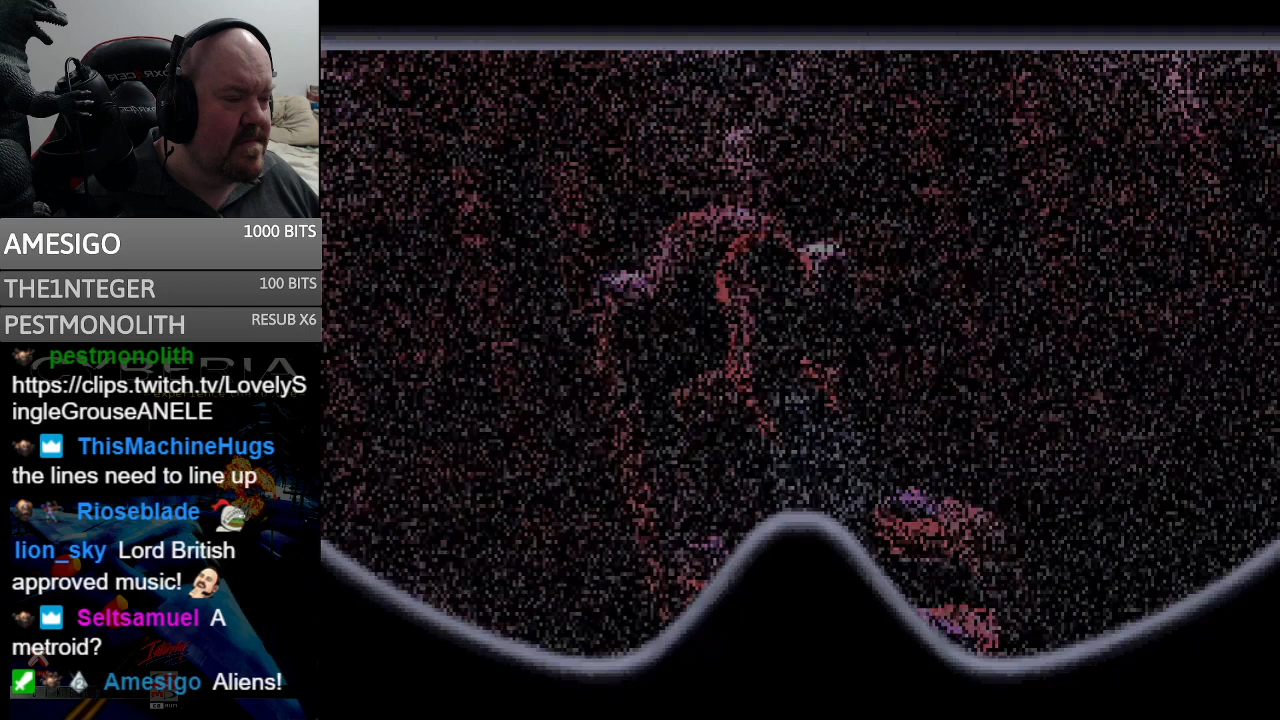 AMESIGO 1000 BITS
THE1NTEGER 100 BITS
PESTMONOLITH RESUB X6
pestmonolith
https://clips.twitch.tv/LovelyS
ingleGrouseANELE
ThisMachineHugs
the lines need to line up
Rioseblade
lion_sky Lord British
approved music!
Seltsamuel A
metroid?
Amesigo Aliens!